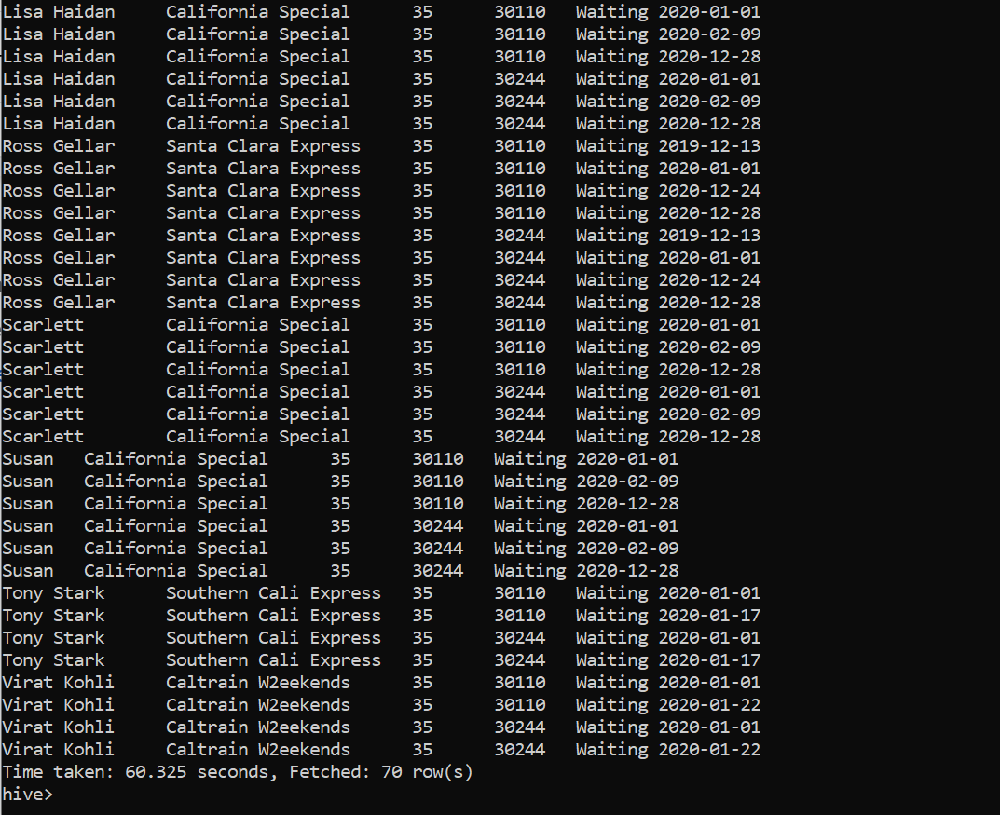 Lisa Haidan California Special 35 30110 Waiting 2020-01-01
Lisa Haidan California Special 35 30110 Waiting 2020-02-09
Lisa Haidan California Special 35 30110 Waiting 2020-12-28
Lisa Haidan California Special 35 30244 Waiting 2020-01-01
Lisa Haidan California Special 35 30244 Waiting 2020-02-09
Lisa Haidan California Special 35 30244 Waiting 2020-12-28
Ross Gellar Santa Clara Express 35 30110 Waiting 2019-12-13
Ross Gellar Santa Clara Express 35 30110 Waiting 2020-01-01
Ross Gellar Santa Clara Express 35 30110 Waiting 2020-12-24
Ross Gellar Santa Clara Express 35 30110 Waiting 2020-12-28
Ross Gellar Santa Clara Express 35 30244 Waiting 2019-12-13
Ross Gellar Santa Clara Express 35 30244 Waiting 2020-01-01
Ross Gellar Santa Clara Express 35 30244 Waiting 2020-12-24
Ross Gellar Santa Clara Express 35 30244 Waiting 2020-12-28
Scarlett California Special 35 30110 Waiting 2020-01-01
Scarlett California Special 35 30110 Waiting 2020-02-09
Scarlett California Special 35 30110 Waiting 2020-12-28
Scarlett California Special 35 30244 Waiting 2020-01-01
Scarlett California Special 35 30244 Waiting 2020-02-09
Scarlett California Special 35 30244 Waiting 2020-12-28
Susan California Special 35 30110 Waiting 2020-01-01
Susan California Special 35 30110 Waiting 2020-02-09
Susan California Special 35 30110 Waiting 2020-12-28
Susan California Special 35 30244 Waiting 2020-01-01
Susan California Special 35 30244 Waiting 2020-02-09
Susan California Special 35 30244 Waiting 2020-12-28
Tony Stark Southern Cali Express 35 30110 Waiting 2020-01-01
Tony Stark Southern Cali Express 35 30110 Waiting 2020-01-17
Tony Stark Southern Cali Express 35 30244 Waiting 2020-01-01
Tony Stark Southern Cali Express 35 30244 Waiting 2020-01-17
Virat Kohli Caltrain W2eekends 35 30110 Waiting 2020-01-01
Virat Kohli Caltrain W2eekends 35 30110 Waiting 2020-01-22
Virat Kohli Caltrain W2eekends 35 30244 Waiting 2020-01-01
Virat Kohli Caltrain W2eekends 35 30244 Waiting 2020-01-22
Time taken: 60.325 seconds, Fetched: 70 row(s)
hive>